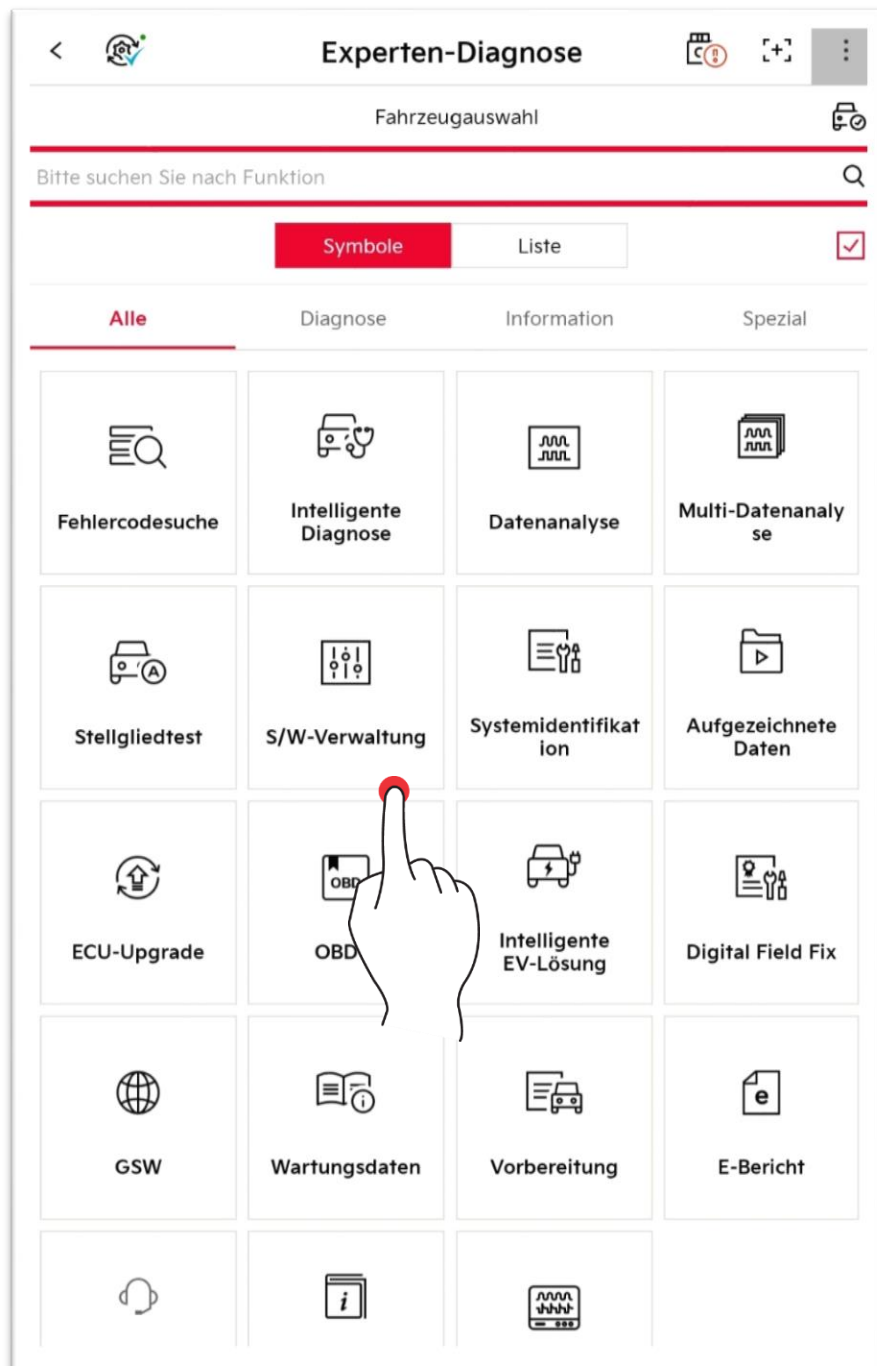 Experten-Diagnose
Fahrzeugauswahl
Bitte suchen Sie nach Funktion
Symbole
Liste
Alle
Diagnose
Information
Spezial
Fehlercodesuche
Intelligente
Diagnose
Datenanalyse
Multi-Datenanaly
se
Stellgliedtest
S/W-Verwaltung
Systemidentifikat
ion
Aufgezeichnete
Daten
A
ECU-Upgrade
OBD
OBD
Intelligente
EV-Lösung
Digital Field Fix
GSW
Wartungsdaten
Vorbereitung
e
E-Bericht
i